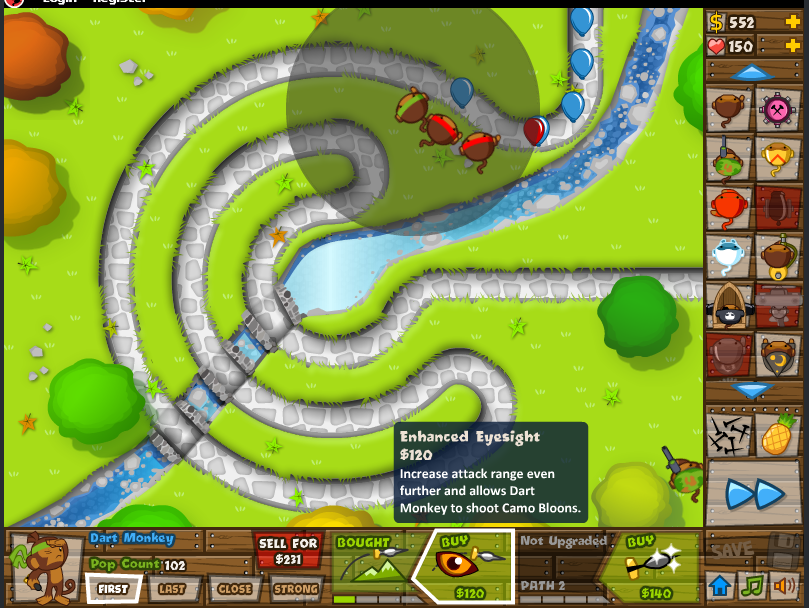 Login - Register
$ 552
150
Enhanced Eyesight
$120
Increase attack range even
further and allows Dart
Monkey to shoot Camo Bloons.
Dart Monkey
Pop Count 102
FIRST
LAST
CLOSE
STRONG
SELL FOR
$231
BOUGHT
BUY
$120
Not Upgraded
PATH 2
BUY
$140
SAVE